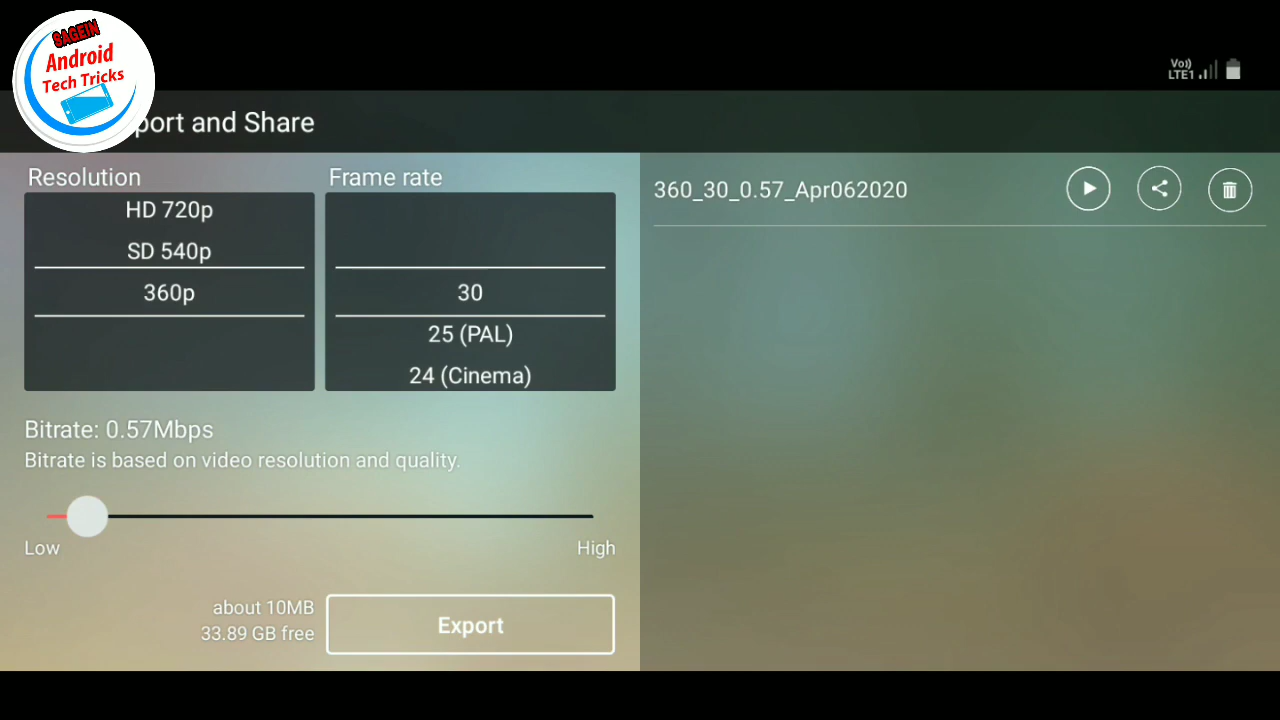 SAGEIN
Android
Tech Tricks
Vo))
LTE1
port and Share
Resolution
Frame rate
HD 720p
SD 540p
360p
30
25 (PAL)
24 (Cinema)
Bitrate: 0.57Mbps
Bitrate is based on video resolution and quality.
Low
High
about 10MB
33.89 GB free
Export
360_30_0.57_Apr062020